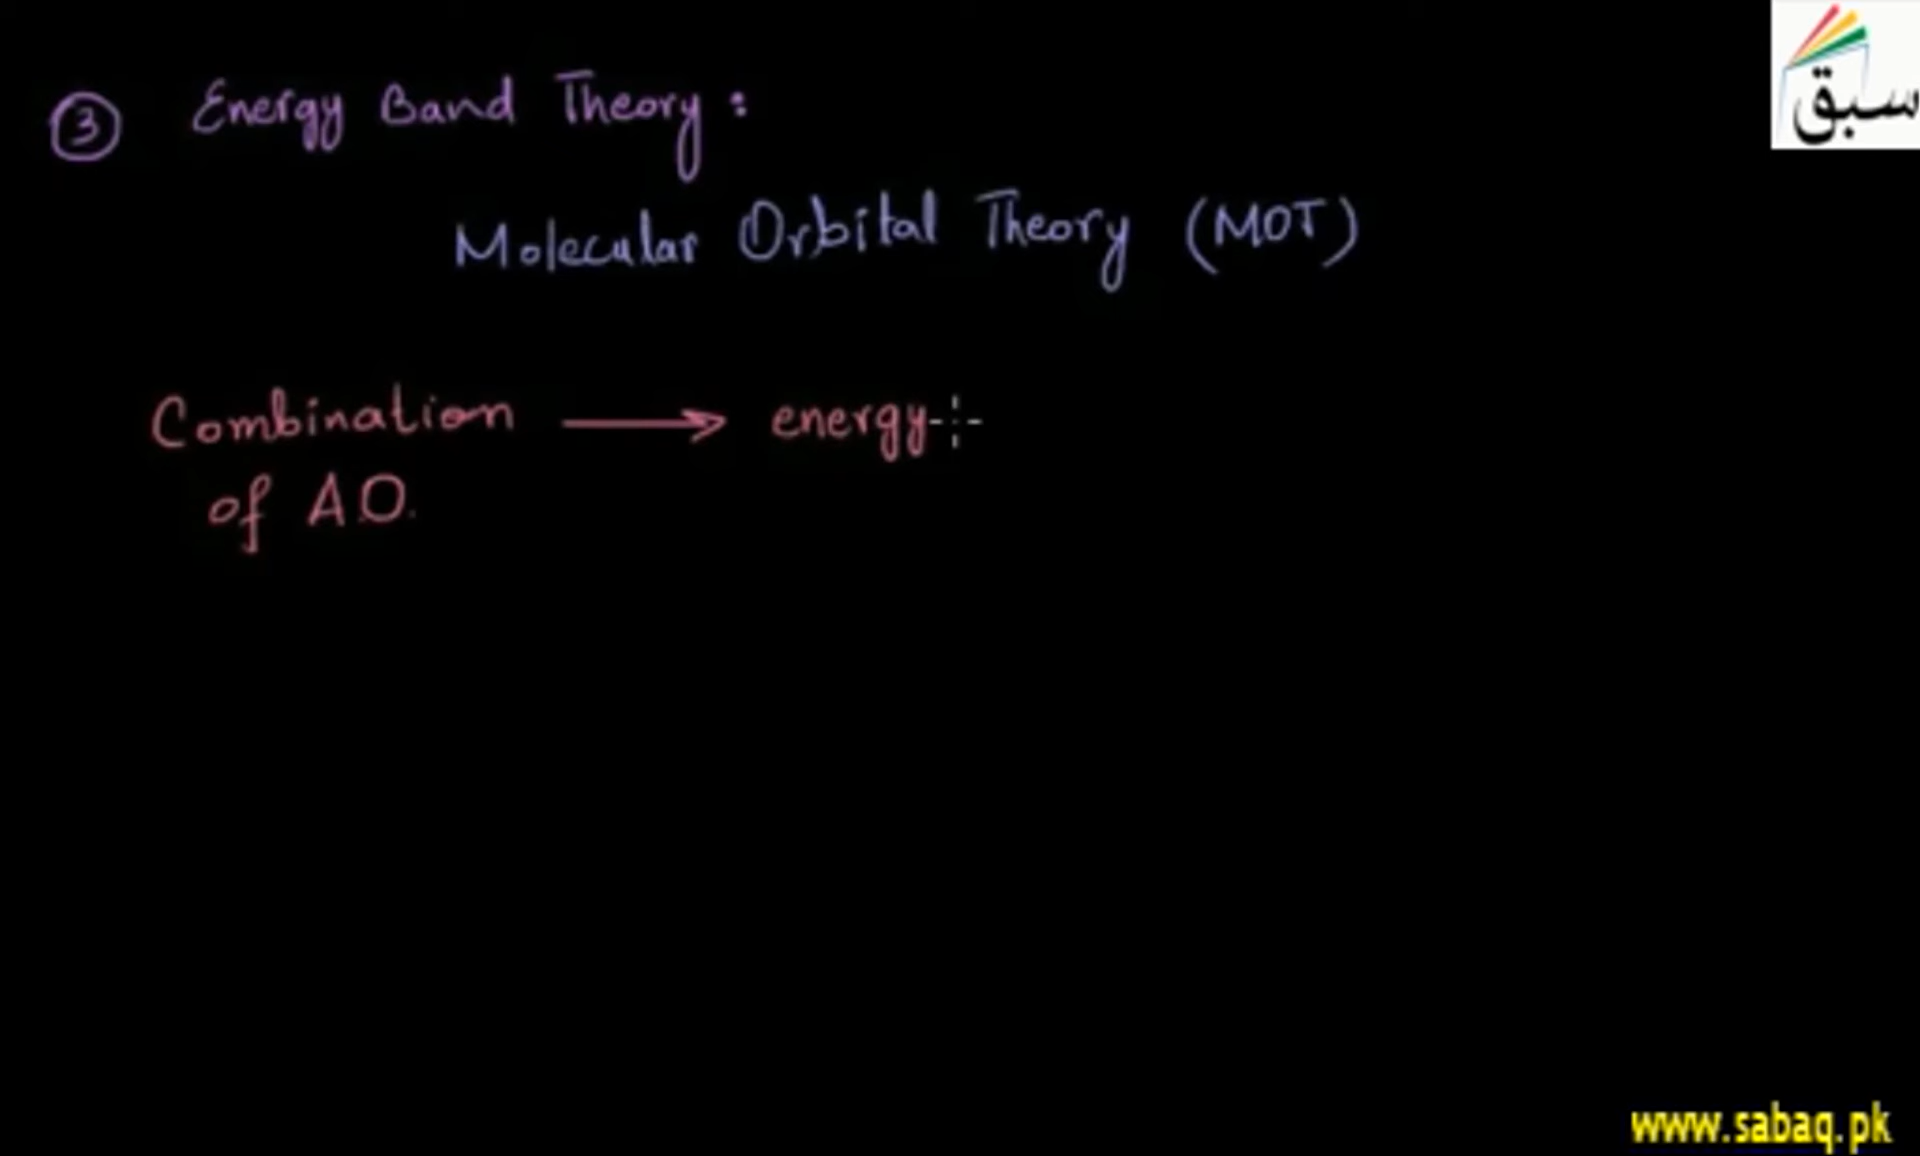 ③ Energy Band Theory:
Molecular Orbital Theory (MOT)
Combination → energy
of A.O.
سبق
www.sabaq.pk